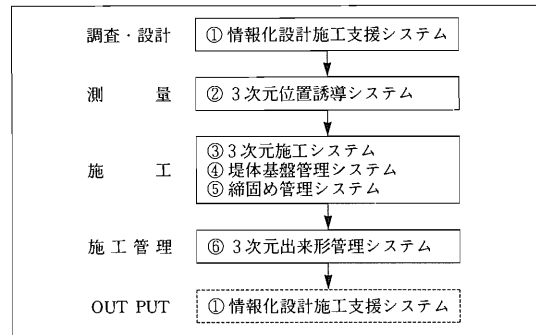 調査・設計 ①情報化設計施工支援システム
測量 ②3次元位置誘導システム
③3次元施工システム
施工 ④堤体基盤管理システム
⑤締固め管理システム
施工管理 ⑥3次元出来形管理システム
OUT PUT ①情報化設計施工支援システム